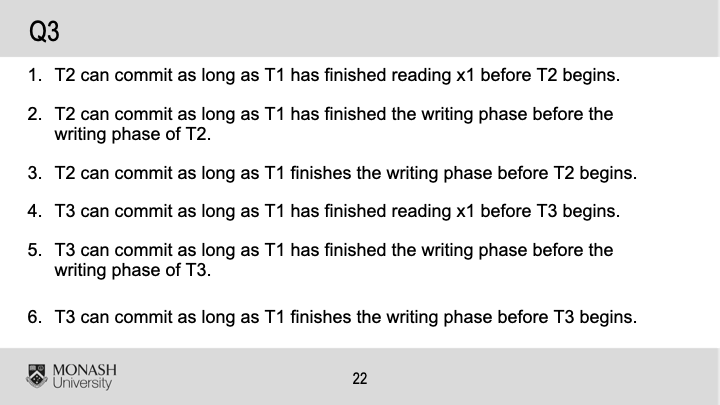 Q3
1. T2 can commit as long as T1 has finished reading x1 before T2 begins.
2. T2 can commit as long as T1 has finished the writing phase before the
writing phase of T2.
3. T2 can commit as long as T1 finishes the writing phase before T2 begins.
4. T3 can commit as long as T1 has finished reading x1 before T3 begins.
5. T3 can commit as long as T1 has finished the writing phase before the
writing phase of T3.
6. T3 can commit as long as T1 finishes the writing phase before T3 begins.
MONASH
University
22